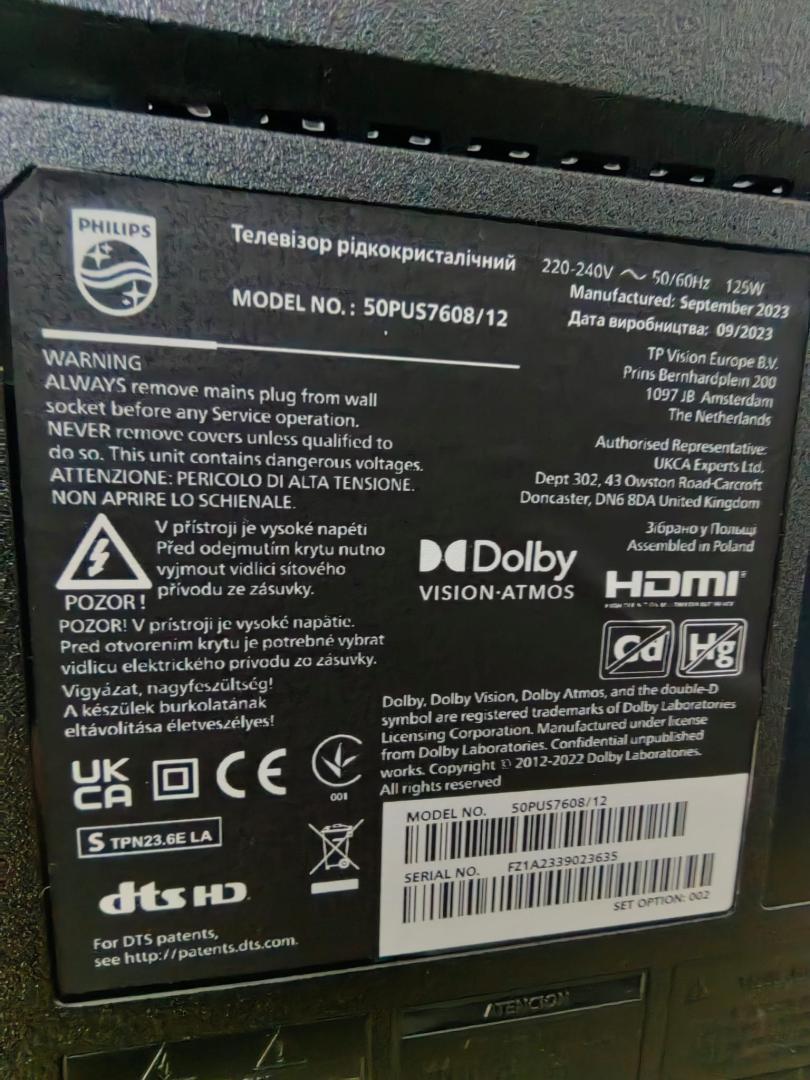 PHILIPS
Телевізор рідкокристалічний
MODEL NO.: 50PUS7608/12
220-240V ~ 50/60Hz 125W
Manufactured: September 2023
Дата виробництва: 09/2023
TP Vision Europe B.V.
Prins Bernhardplein 200
1097 JB Amsterdam
The Netherlands
Authorised Representative:
UKCA Experts Ltd.
Dept 302, 43 Owston Road-Carcroft
Doncaster, DN6 8DA United Kingdom
Зібрано у Польщі
Assembled in Poland
WARNING
ALWAYS remove mains plug from wall
socket before any Service operation.
NEVER remove covers unless qualified to
do so. This unit contains dangerous voltages.
ATTENZIONE: PERICOLO DI ALTA TENSIONE.
NON APRIRE LO SCHIENALE.
V přístroji je vysoké napětí
Před odejmutím krytu nutno
vyjmout vidlici síťového
přívodu ze zásuvky.
POZOR!
POZOR! V prístroji je vysoké napätie.
Pred otvorením krytu je potrebné vybrat
vidlicu elektrického prívodu zo zásuvky.
Vigyázat, nagyfeszültség!
A készülek burkolatának
eltávolítása életveszélyes!
Dolby
VISION·ATMOS
HDMI
Cd Hg
Dolby, Dolby Vision, Dolby Atmos, and the double-D
symbol are registered trademarks of Dolby Laboratories
Licensing Corporation. Manufactured under license
from Dolby Laboratories. Confidential unpublished
works. Copyright © 2012-2022 Dolby Laboratories.
All rights reserved
UK
CA
CE
001
S TPN23.6E LA
dts HD
For DTS patents,
see http://patents.dts.com.
MODEL NO. 50PUS7608/12
SERIAL NO. FZ1A2339023635
SET OPTION: 002
ATENCION